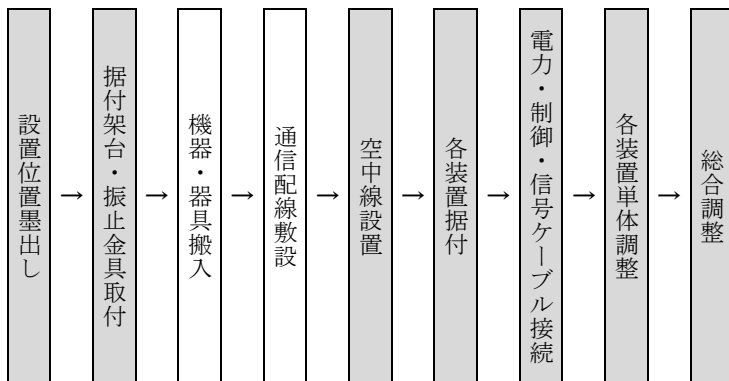 設置位置墨出し
→
据付架台・振止金具取付
→
機器・器具搬入
→
通信配線敷設
→
空中線設置
→
各装置据付
→
電力・制御・信号ケーブル接続
→
各装置単体調整
→
総合調整